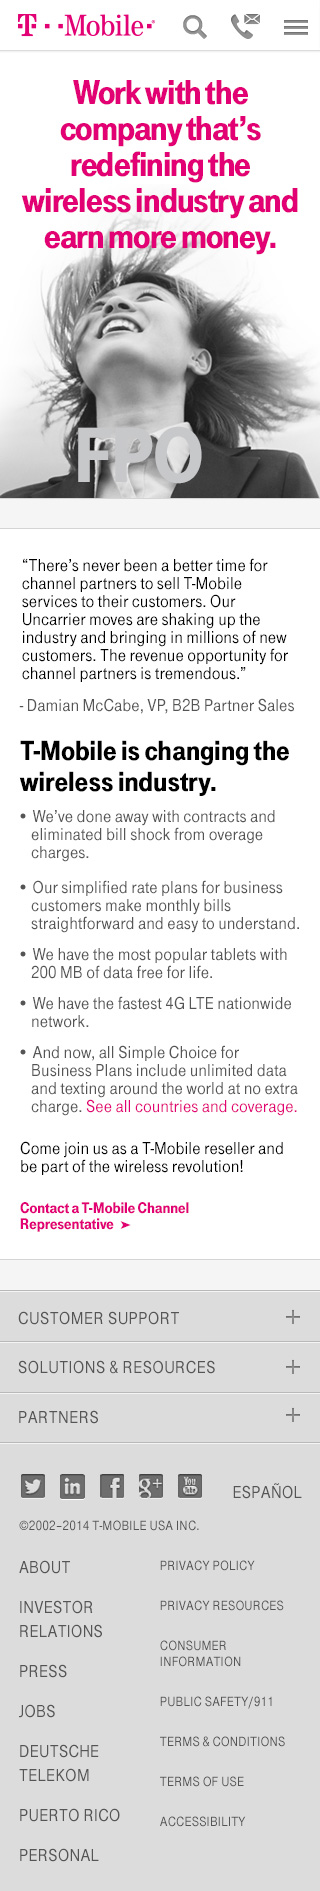 T··Mobile·®
Work with the
company that's
redefining the
wireless industry and
earn more money.
FPO
“There’s never been a better time for
channel partners to sell T-Mobile
services to their customers. Our
Uncarrier moves are shaking up the
industry and bringing in millions of new
customers. The revenue opportunity for
channel partners is tremendous.”
- Damian McCabe, VP, B2B Partner Sales
T-Mobile is changing the
wireless industry.
• We’ve done away with contracts and
eliminated bill shock from overage
charges.
• Our simplified rate plans for business
customers make monthly bills
straightforward and easy to understand.
• We have the most popular tablets with
200 MB of data free for life.
• We have the fastest 4G LTE nationwide
network.
• And now, all Simple Choice for
Business Plans include unlimited data
and texting around the world at no extra
charge. See all countries and coverage.
Come join us as a T-Mobile reseller and
be part of the wireless revolution!
Contact a T-Mobile Channel
Representative ➤
CUSTOMER SUPPORT
SOLUTIONS & RESOURCES
PARTNERS
in f g+ You Tube
ESPAÑOL
©2002–2014 T-MOBILE USA INC.
ABOUT
INVESTOR
RELATIONS
PRESS
JOBS
DEUTSCHE
TELEKOM
PUERTO RICO
PERSONAL
PRIVACY POLICY
PRIVACY RESOURCES
CONSUMER
INFORMATION
PUBLIC SAFETY/911
TERMS & CONDITIONS
TERMS OF USE
ACCESSIBILITY